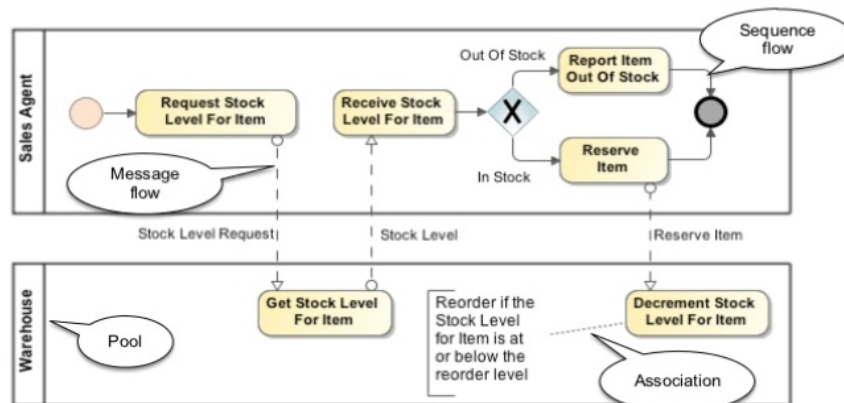 Sales Agent
Request Stock
Level For Item
Receive Stock
Level For Item
Out Of Stock
Report Item
Out Of Stock
Sequence
flow
X
In Stock
Reserve
Item
Message
flow
Stock Level Request
Stock Level
Reserve Item
Warehouse
Pool
Get Stock Level
For Item
Reorder if the
Stock Level
for Item is at
or below the
reorder level
Decrement Stock
Level For Item
Association